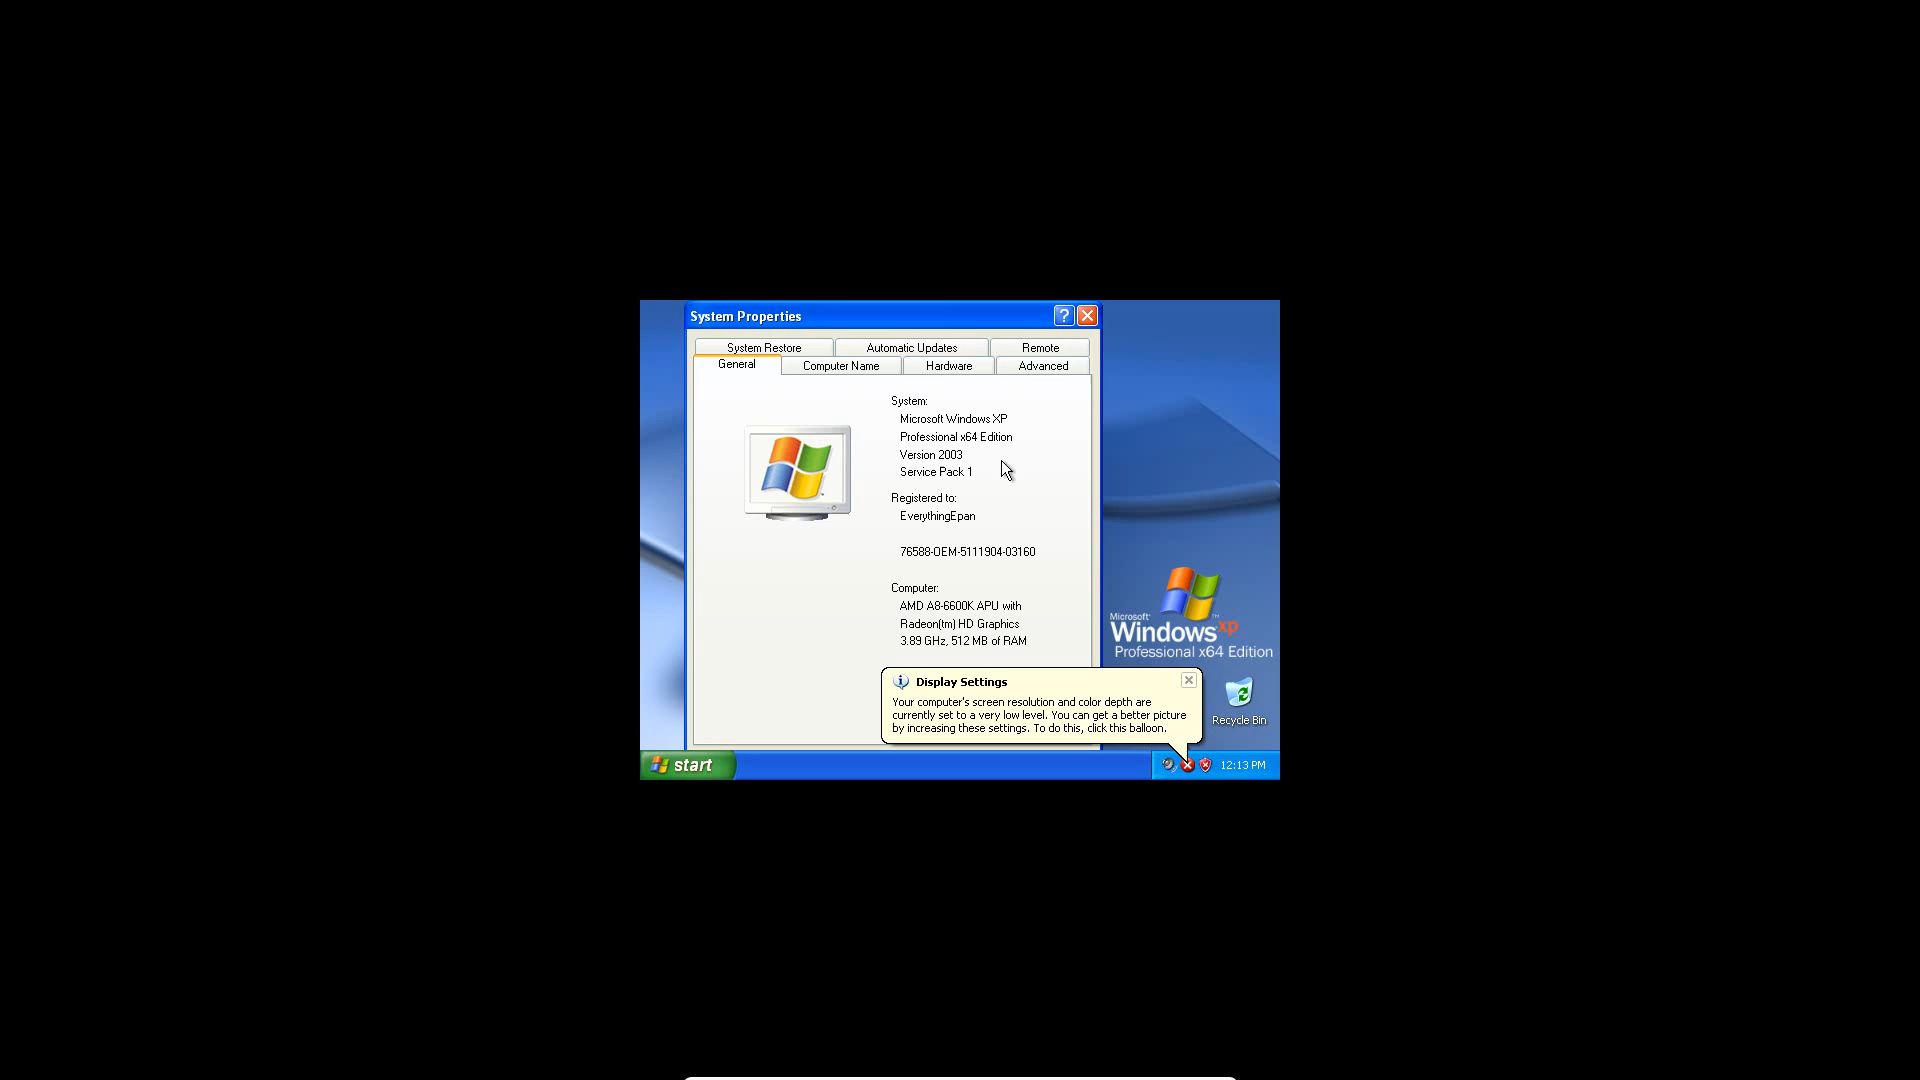 System Properties
System Restore
Automatic Updates
Remote
General
Computer Name
Hardware
Advanced
System:
Microsoft Windows XP
Professional x64 Edition
Version 2003
Service Pack 1
Registered to:
EverythingEpan
76588-OEM-5111904-03160
Computer:
AMD A8-6600K APU with
Radeon(tm) HD Graphics
3.89 GHz, 512 MB of RAM
Microsoft
Windows xp
Professional x64 Edition
Display Settings
Your computer's screen resolution and color depth are
currently set to a very low level. You can get a better picture
by increasing these settings. To do this, click this balloon.
Recycle Bin
start
12:13 PM